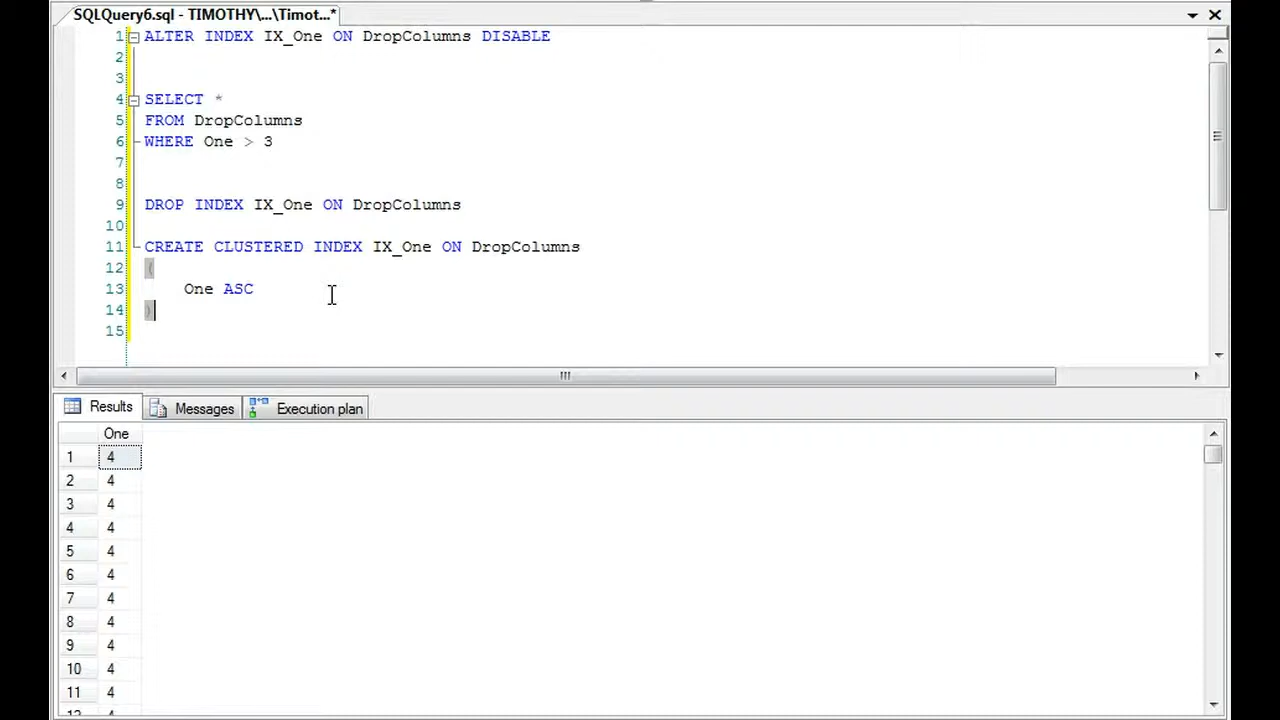 SQLQuery6.sql - TIMOTHY\...\Timot...*
1 ALTER INDEX IX_One ON DropColumns DISABLE
2
3
4 SELECT *
5 FROM DropColumns
6 WHERE One > 3
7
8
9 DROP INDEX IX_One ON DropColumns
10
11 CREATE CLUSTERED INDEX IX_One ON DropColumns
12 (
13 One ASC
14 )
15
Results Messages Execution plan
One
1 4
2 4
3 4
4 4
5 4
6 4
7 4
8 4
9 4
10 4
11 4
12 4